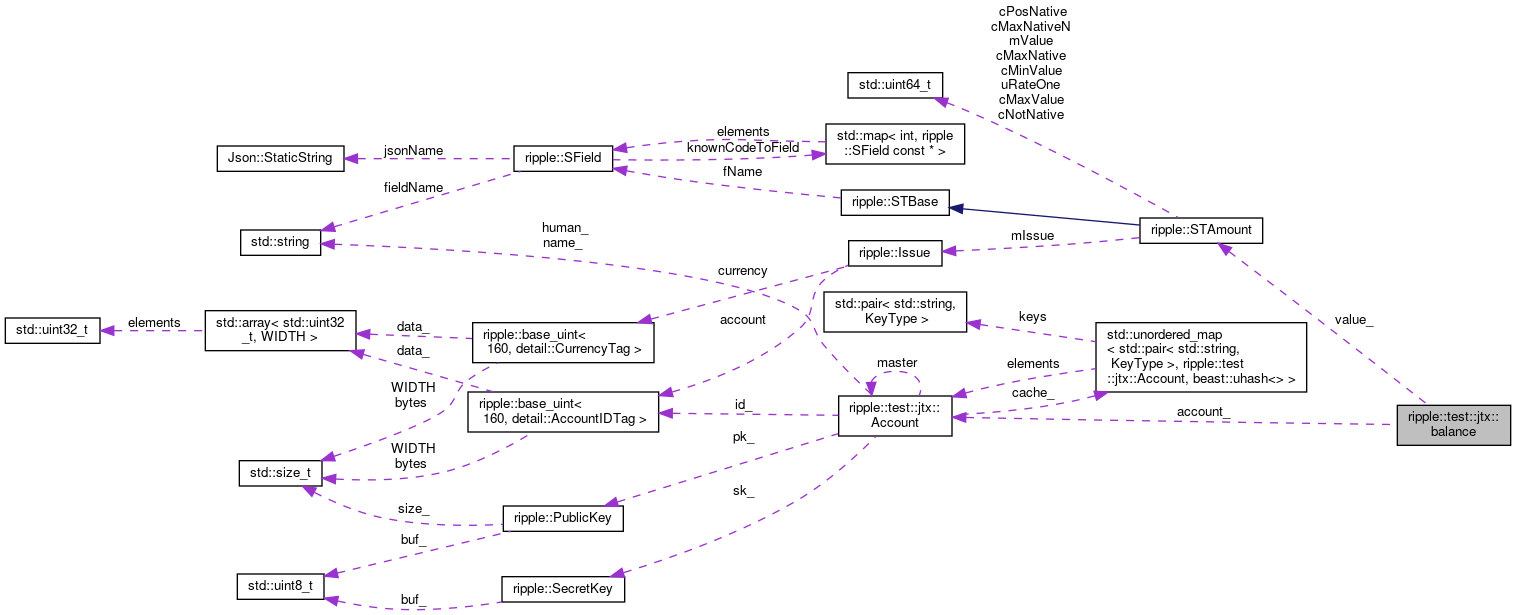 cPosNative
cMaxNativeN
mValue
cMaxNative
cMinValue
uRateOne
cMaxValue
cNotNative
std::uint64_t
elements
std::map< int, ripple
::SField const * >
knownCodeToField
Json::StaticString
jsonName
ripple::SField
fName
fieldName
ripple::STBase
std::string
human_
name_
ripple::STAmount
mIssue
ripple::Issue
currency
std::pair< std::string,
KeyType >
keys
value_
std::uint32_t
elements
std::array< std::uint32
_t, WIDTH >
data_
data_
ripple::base_uint<
160, detail::CurrencyTag >
account
std::unordered_map
< std::pair< std::string,
KeyType >, ripple::test
::jtx::Account, beast::uhash<> >
master
elements
cache_
WIDTH
bytes
ripple::base_uint<
160, detail::AccountIDTag >
id_
ripple::test::jtx::
Account
account_
ripple::test::jtx::
balance
pk_
WIDTH
bytes
std::size_t
sk_
size_
ripple::PublicKey
buf_
std::uint8_t
ripple::SecretKey
buf_